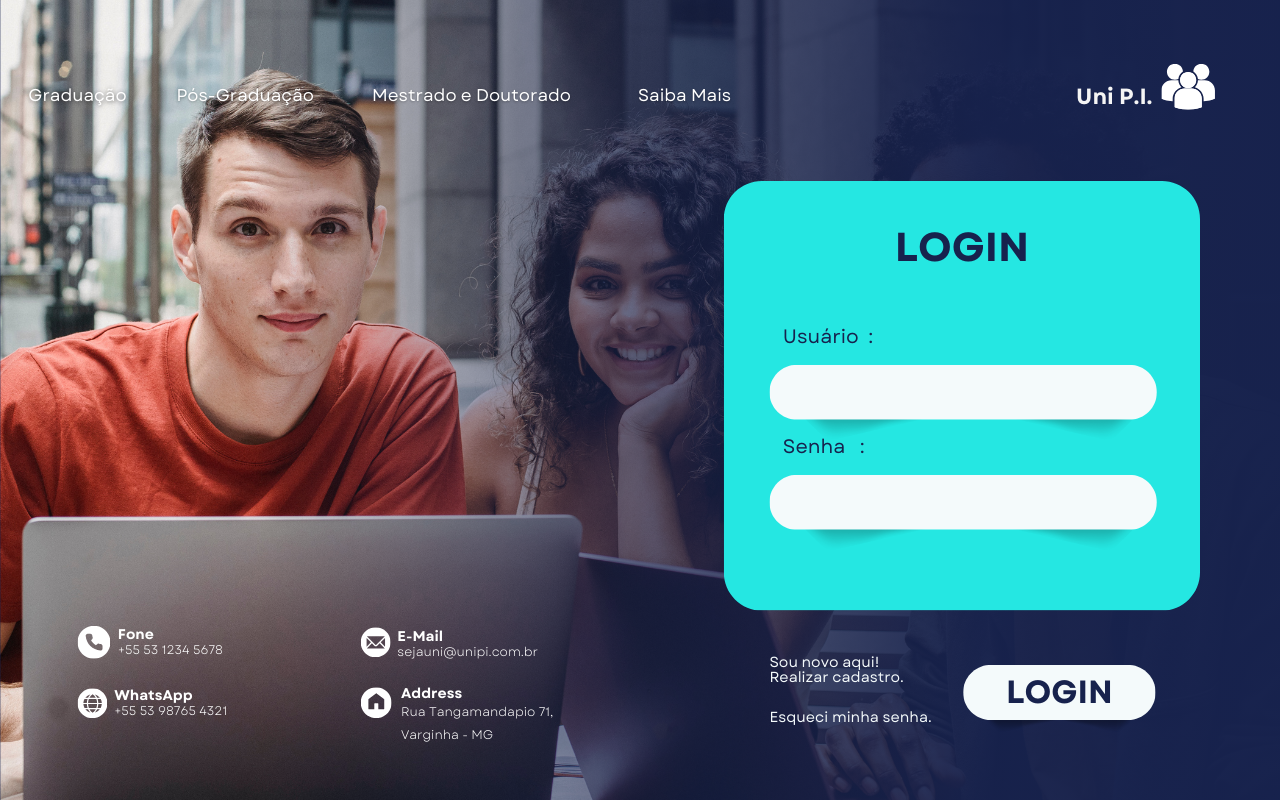 Graduação
Pós-Graduação
Mestrado e Doutorado
Saiba Mais
Uni P.I.
LOGIN
Usuário :
Senha :
Fone
+55 53 1234 5678
E-Mail
sejauni@unipi.com.br
WhatsApp
+55 53 98765 4321
Address
Rua Tangamandapio 71,
Varginha - MG
Sou novo aqui!
Realizar cadastro.
Esqueci minha senha.
LOGIN